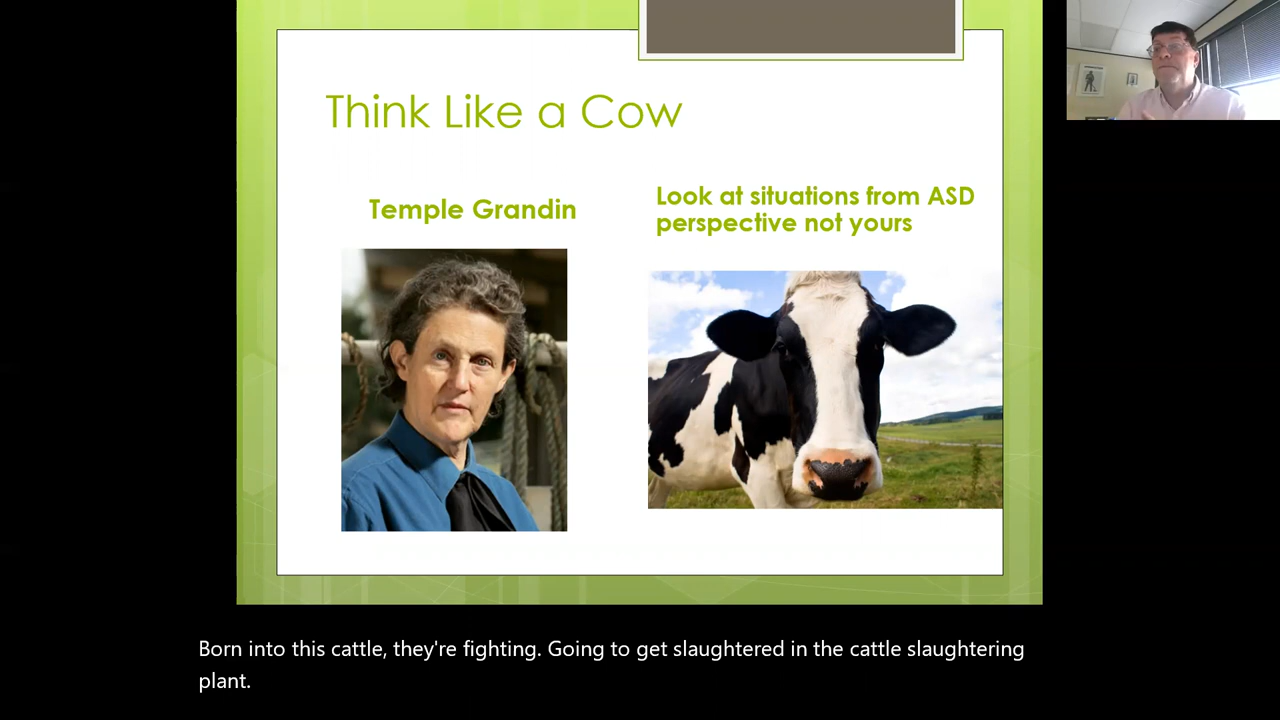 Think Like a Cow
Temple Grandin
Look at situations from ASD
perspective not yours
Born into this cattle, they're fighting. Going to get slaughtered in the cattle slaughtering
plant.